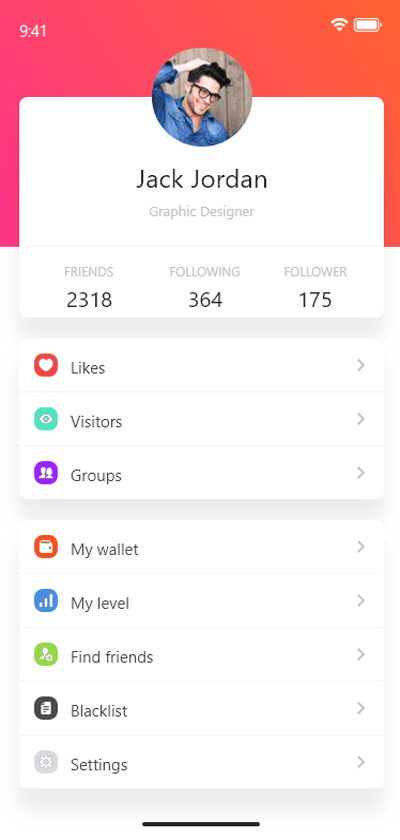 9:41
Jack Jordan
Graphic Designer
FRIENDS FOLLOWING FOLLOWER
2318 364 175
Likes
Visitors
Groups
My wallet
My level
Find friends
Blacklist
Settings